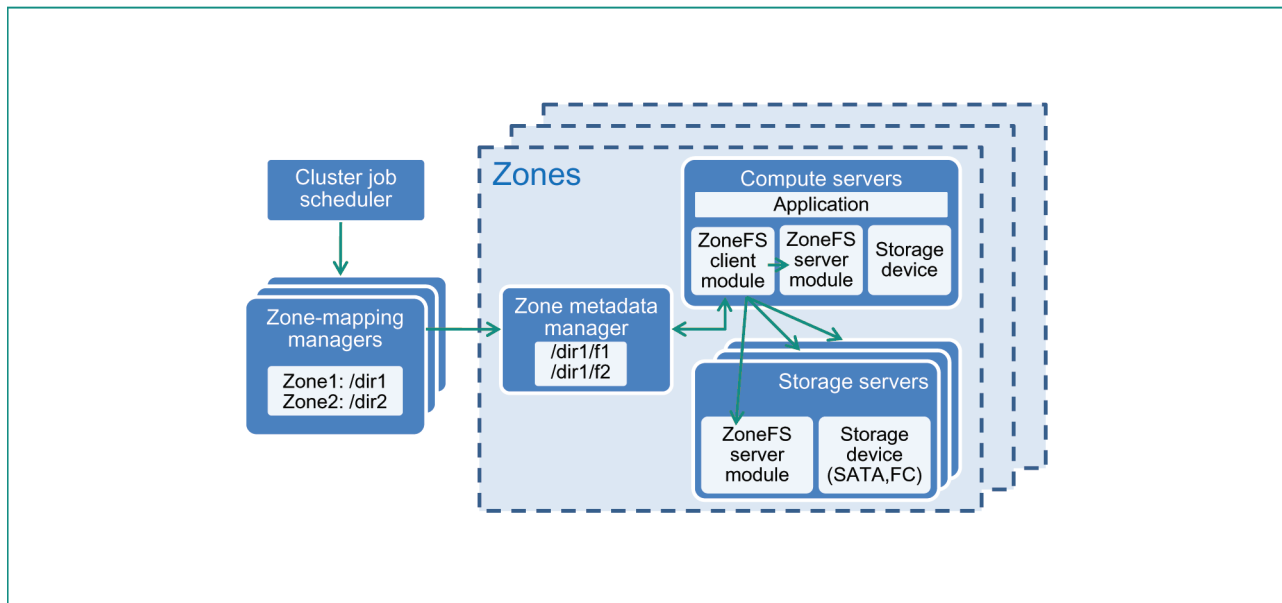 Cluster job
scheduler
Zone-mapping
managers
Zone1: /dir1
Zone2: /dir2
Zones
Zone metadata
manager
/dir1/f1
/dir1/f2
Compute servers
Application
ZoneFS
client
module
ZoneFS
server
module
Storage
device
Storage servers
ZoneFS
server
module
Storage
device
(SATA,FC)